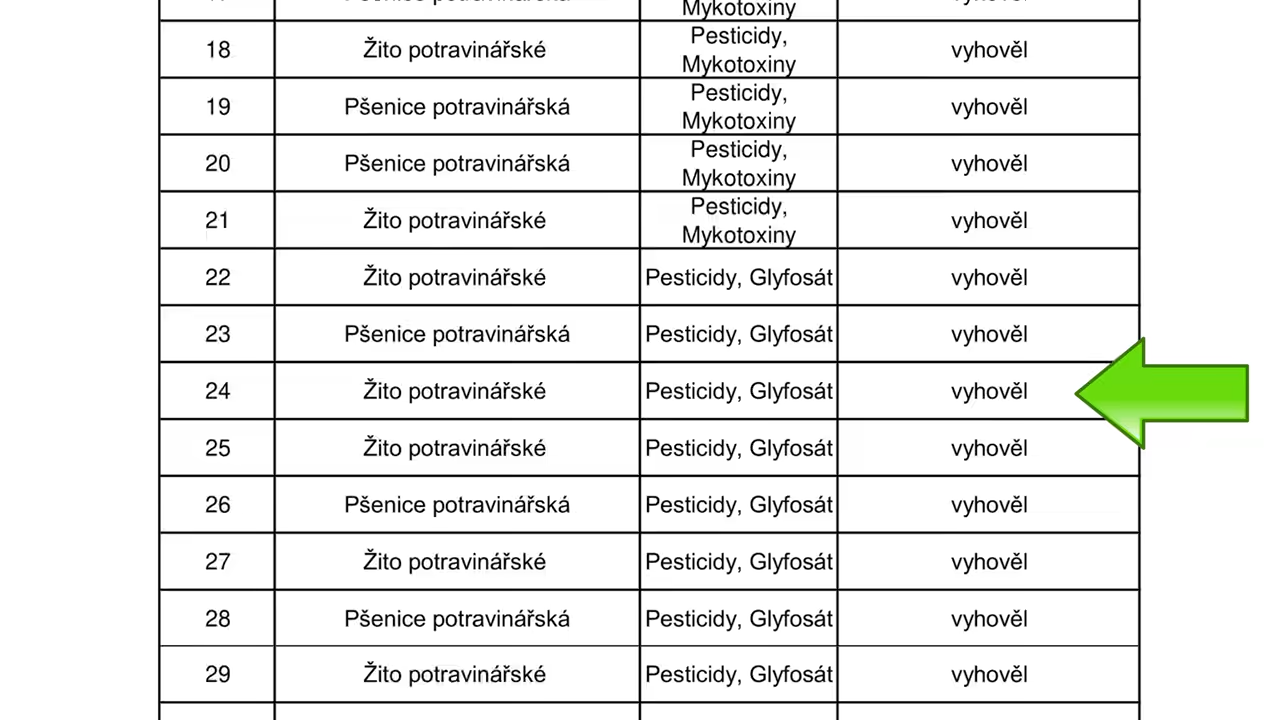 Mykotoxiny
18 Žito potravinářské Pesticidy, Mykotoxiny vyhověl
19 Pšenice potravinářská Pesticidy, Mykotoxiny vyhověl
20 Pšenice potravinářská Pesticidy, Mykotoxiny vyhověl
21 Žito potravinářské Pesticidy, Mykotoxiny vyhověl
22 Žito potravinářské Pesticidy, Glyfosát vyhověl
23 Pšenice potravinářská Pesticidy, Glyfosát vyhověl
24 Žito potravinářské Pesticidy, Glyfosát vyhověl
25 Žito potravinářské Pesticidy, Glyfosát vyhověl
26 Pšenice potravinářská Pesticidy, Glyfosát vyhověl
27 Žito potravinářské Pesticidy, Glyfosát vyhověl
28 Pšenice potravinářská Pesticidy, Glyfosát vyhověl
29 Žito potravinářské Pesticidy, Glyfosát vyhověl